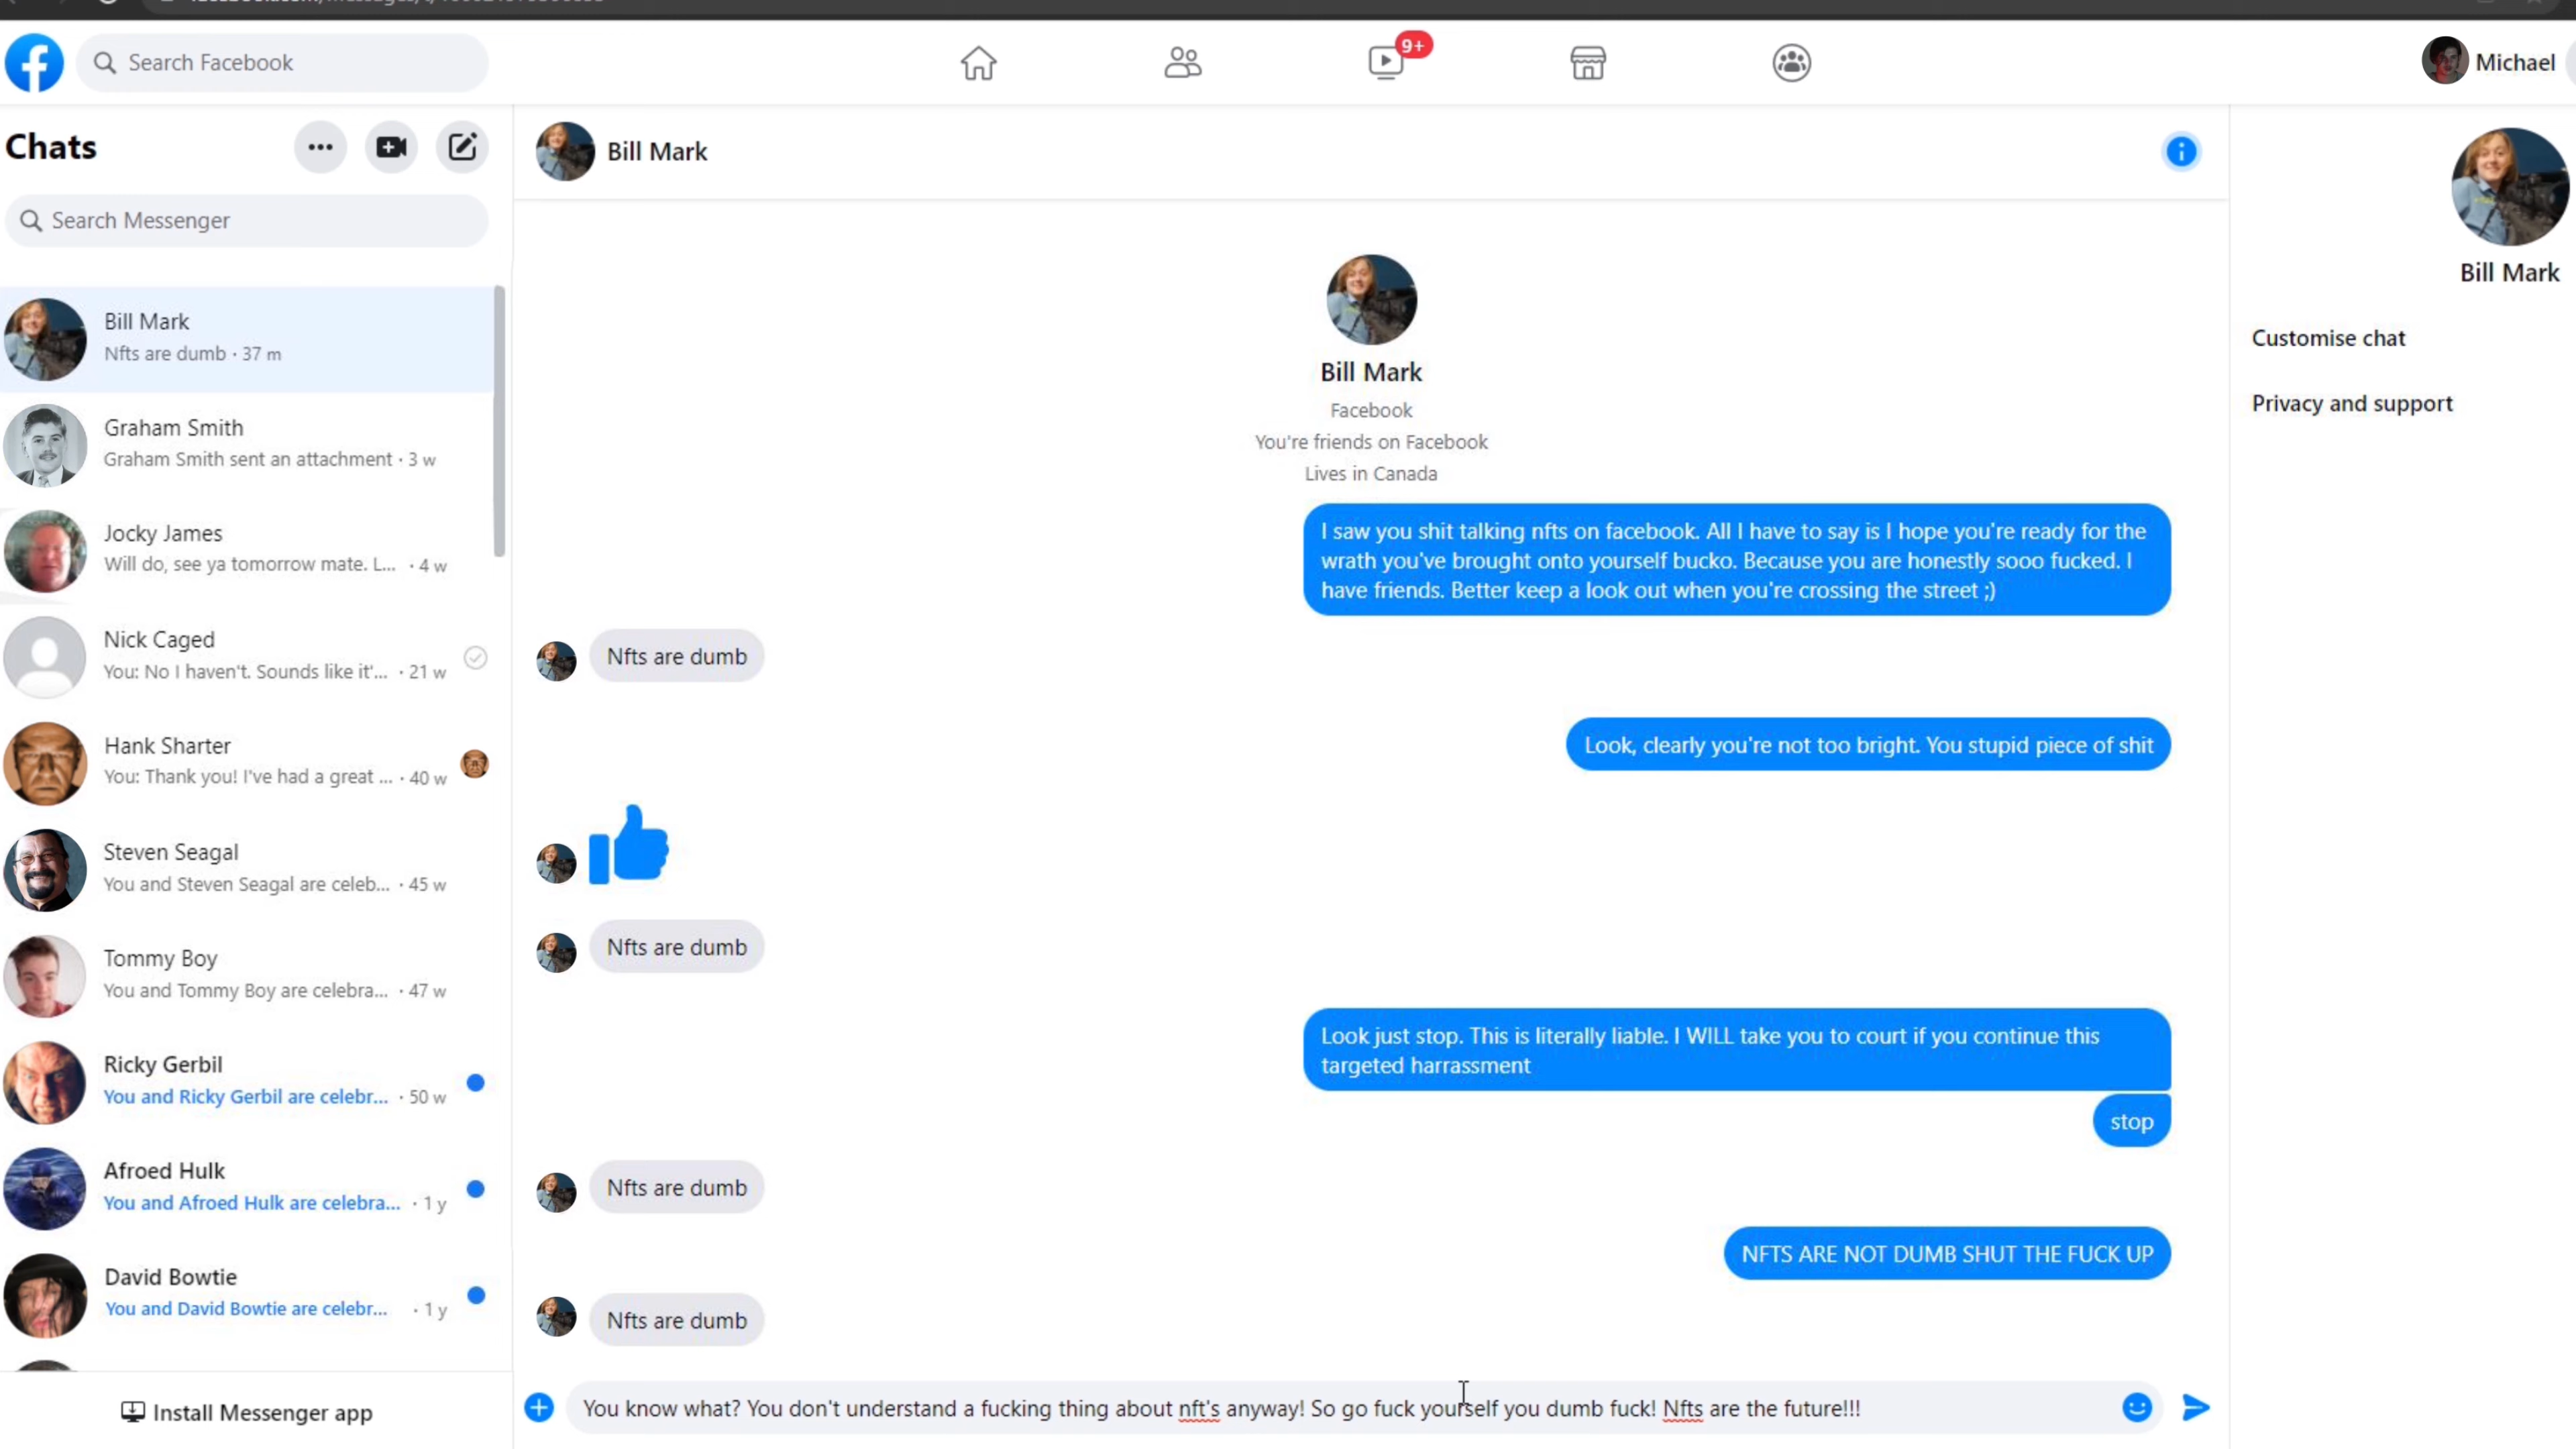 Search Facebook
9+
Michael
Chats
Search Messenger
Bill Mark
Nfts are dumb · 37 m
Graham Smith
Graham Smith sent an attachment · 3 w
Jocky James
Will do, see ya tomorrow mate. L... · 4 w
Nick Caged
You: No I haven't. Sounds like it'... · 21 w
Hank Sharter
You: Thank you! I've had a great ... · 40 w
Steven Seagal
You and Steven Seagal are celeb... · 45 w
Tommy Boy
You and Tommy Boy are celebra... · 47 w
Ricky Gerbil
You and Ricky Gerbil are celebr... · 50 w
Afroed Hulk
You and Afroed Hulk are celebra... · 1 y
David Bowtie
You and David Bowtie are celebr... · 1 y
Install Messenger app
Bill Mark
Bill Mark
Facebook
You're friends on Facebook
Lives in Canada
I saw you shit talking nfts on facebook. All I have to say is I hope you're ready for the
wrath you've brought onto yourself bucko. Because you are honestly sooo fucked. I
have friends. Better keep a look out when you're crossing the street ;)
Nfts are dumb
Look, clearly you're not too bright. You stupid piece of shit
Nfts are dumb
Look just stop. This is literally liable. I WILL take you to court if you continue this
targeted harrassment
stop
Nfts are dumb
NFTS ARE NOT DUMB SHUT THE FUCK UP
Nfts are dumb
You know what? You don't understand a fucking thing about nft's anyway! So go fuck yourself you dumb fuck! Nfts are the future!!!
Bill Mark
Customise chat
Privacy and support